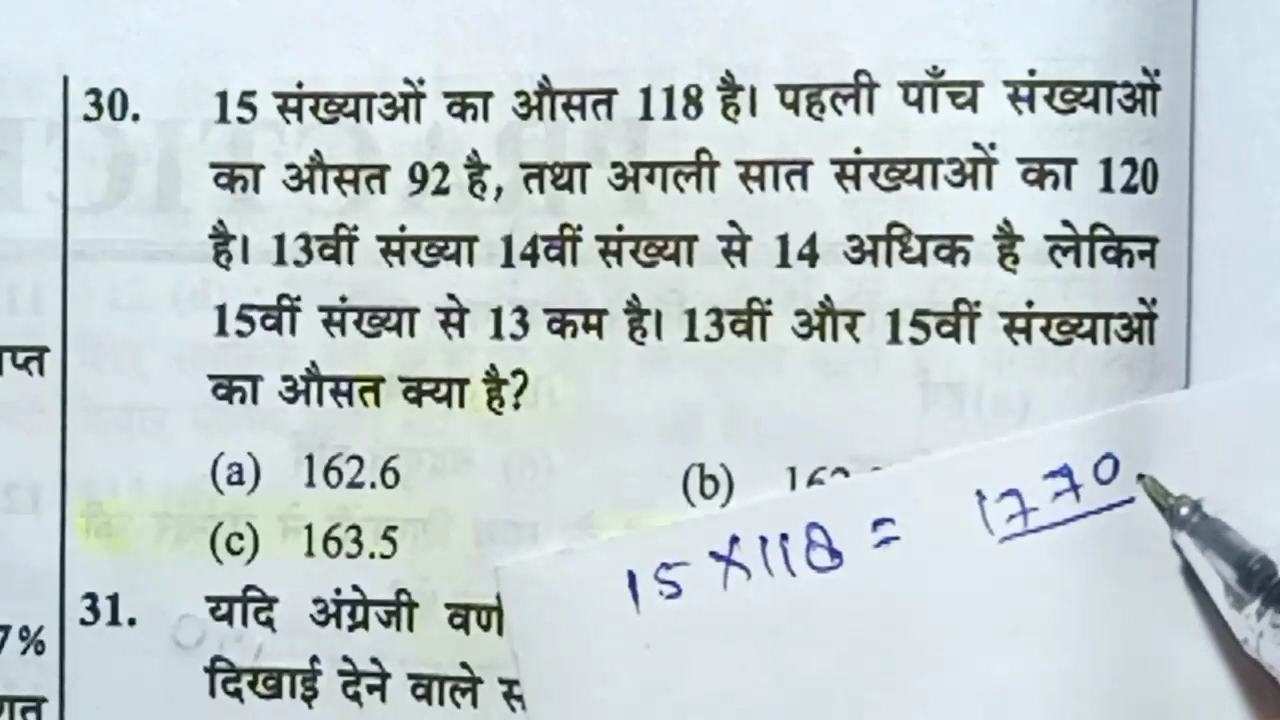 30. 15 संख्याओं का औसत 118 है। पहली पाँच संख्याओं
का औसत 92 है, तथा अगली सात संख्याओं का 120
है। 13वीं संख्या 14वीं संख्या से 14 अधिक है लेकिन
15वीं संख्या से 13 कम है। 13वीं और 15वीं संख्याओं
का औसत क्या है?
(a) 162.6 (b)
(c) 163.5
15 × 118 = 1770
31. यदि अंग्रेजी
दिखाई देने वाले
7%